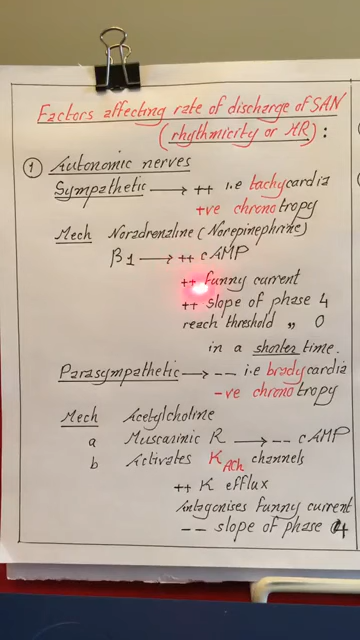 Factors affecting rate of discharge of SAN
(rhythmicity or HR):
① Autonomic nerves
Sympathetic → ++ i.e tachycardia
+ve chronotropy
Mech Noradrenaline (Norepinephrine)
β1 → ++ cAMP
++ funny current
++ slope of phase 4
reach threshold ,, 0
in a shorter time.
Parasympathetic → -- i.e bradycardia
-ve chronotropy
Mech Acetylcholine
a Muscarinic R → -- cAMP
b Activates K ACh channels
++ K efflux
Antagonises funny current
-- slope of phase 4